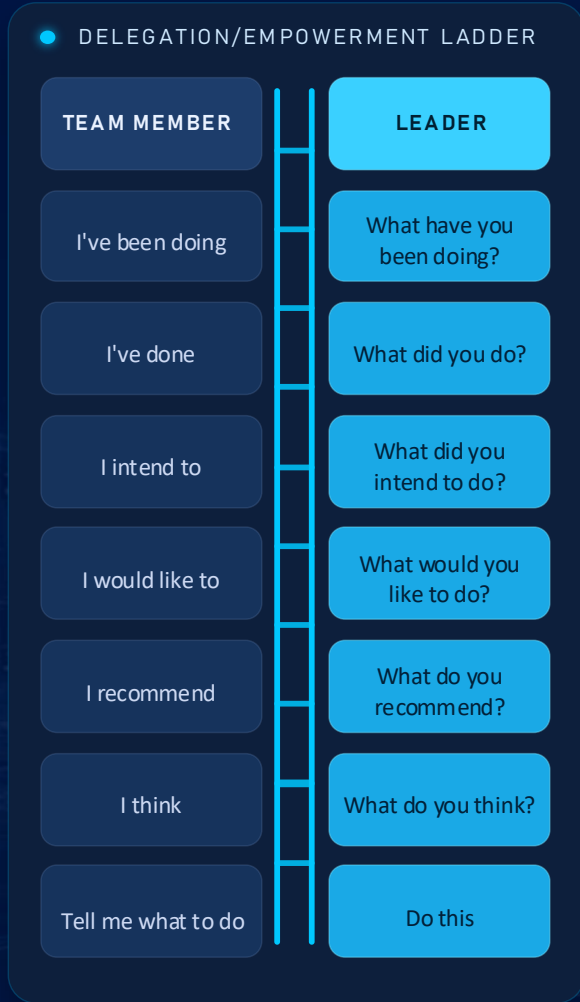 DELEGATION/EMPOWERMENT LADDER
TEAM MEMBER
LEADER
I've been doing
What have you
been doing?
I've done
What did you do?
I intend to
What did you
intend to do?
I would like to
What would you
like to do?
I recommend
What do you
recommend?
I think
What do you think?
Tell me what to do
Do this